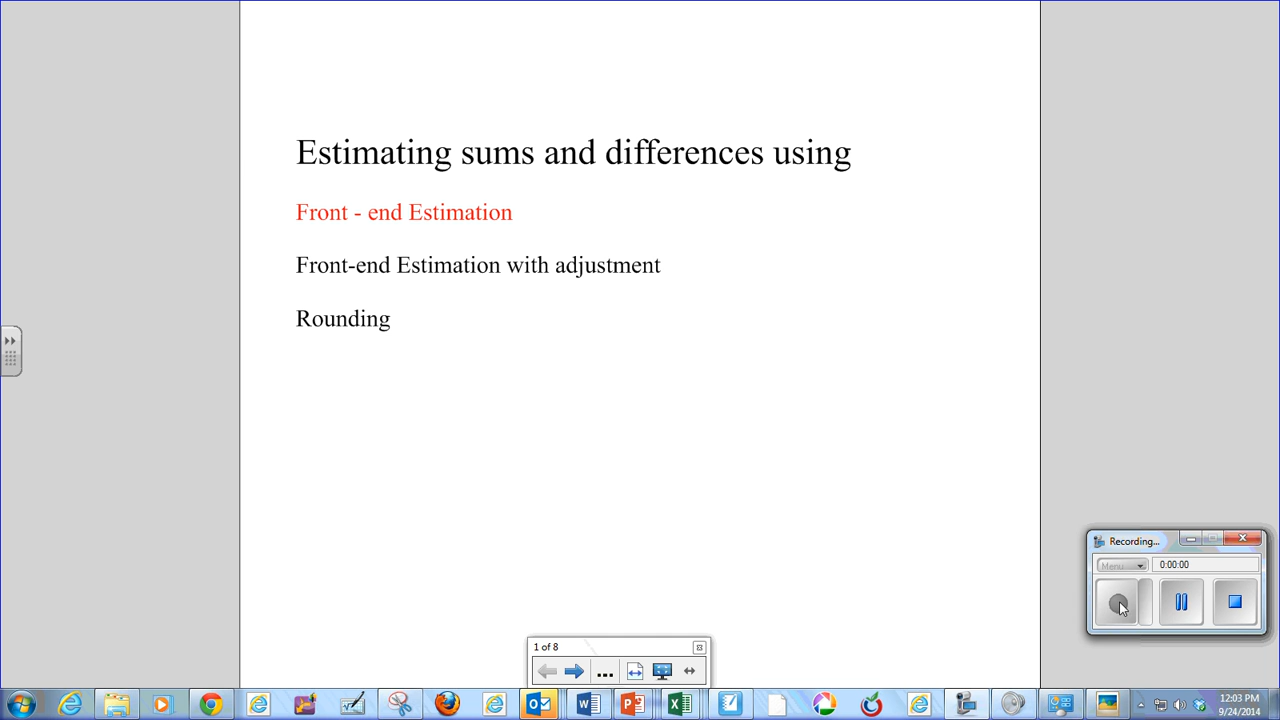 Estimating sums and differences using
Front - end Estimation
Front-end Estimation with adjustment
Rounding
Recording...
Menu
0:00:00
1 of 8
12:03 PM
9/24/2014